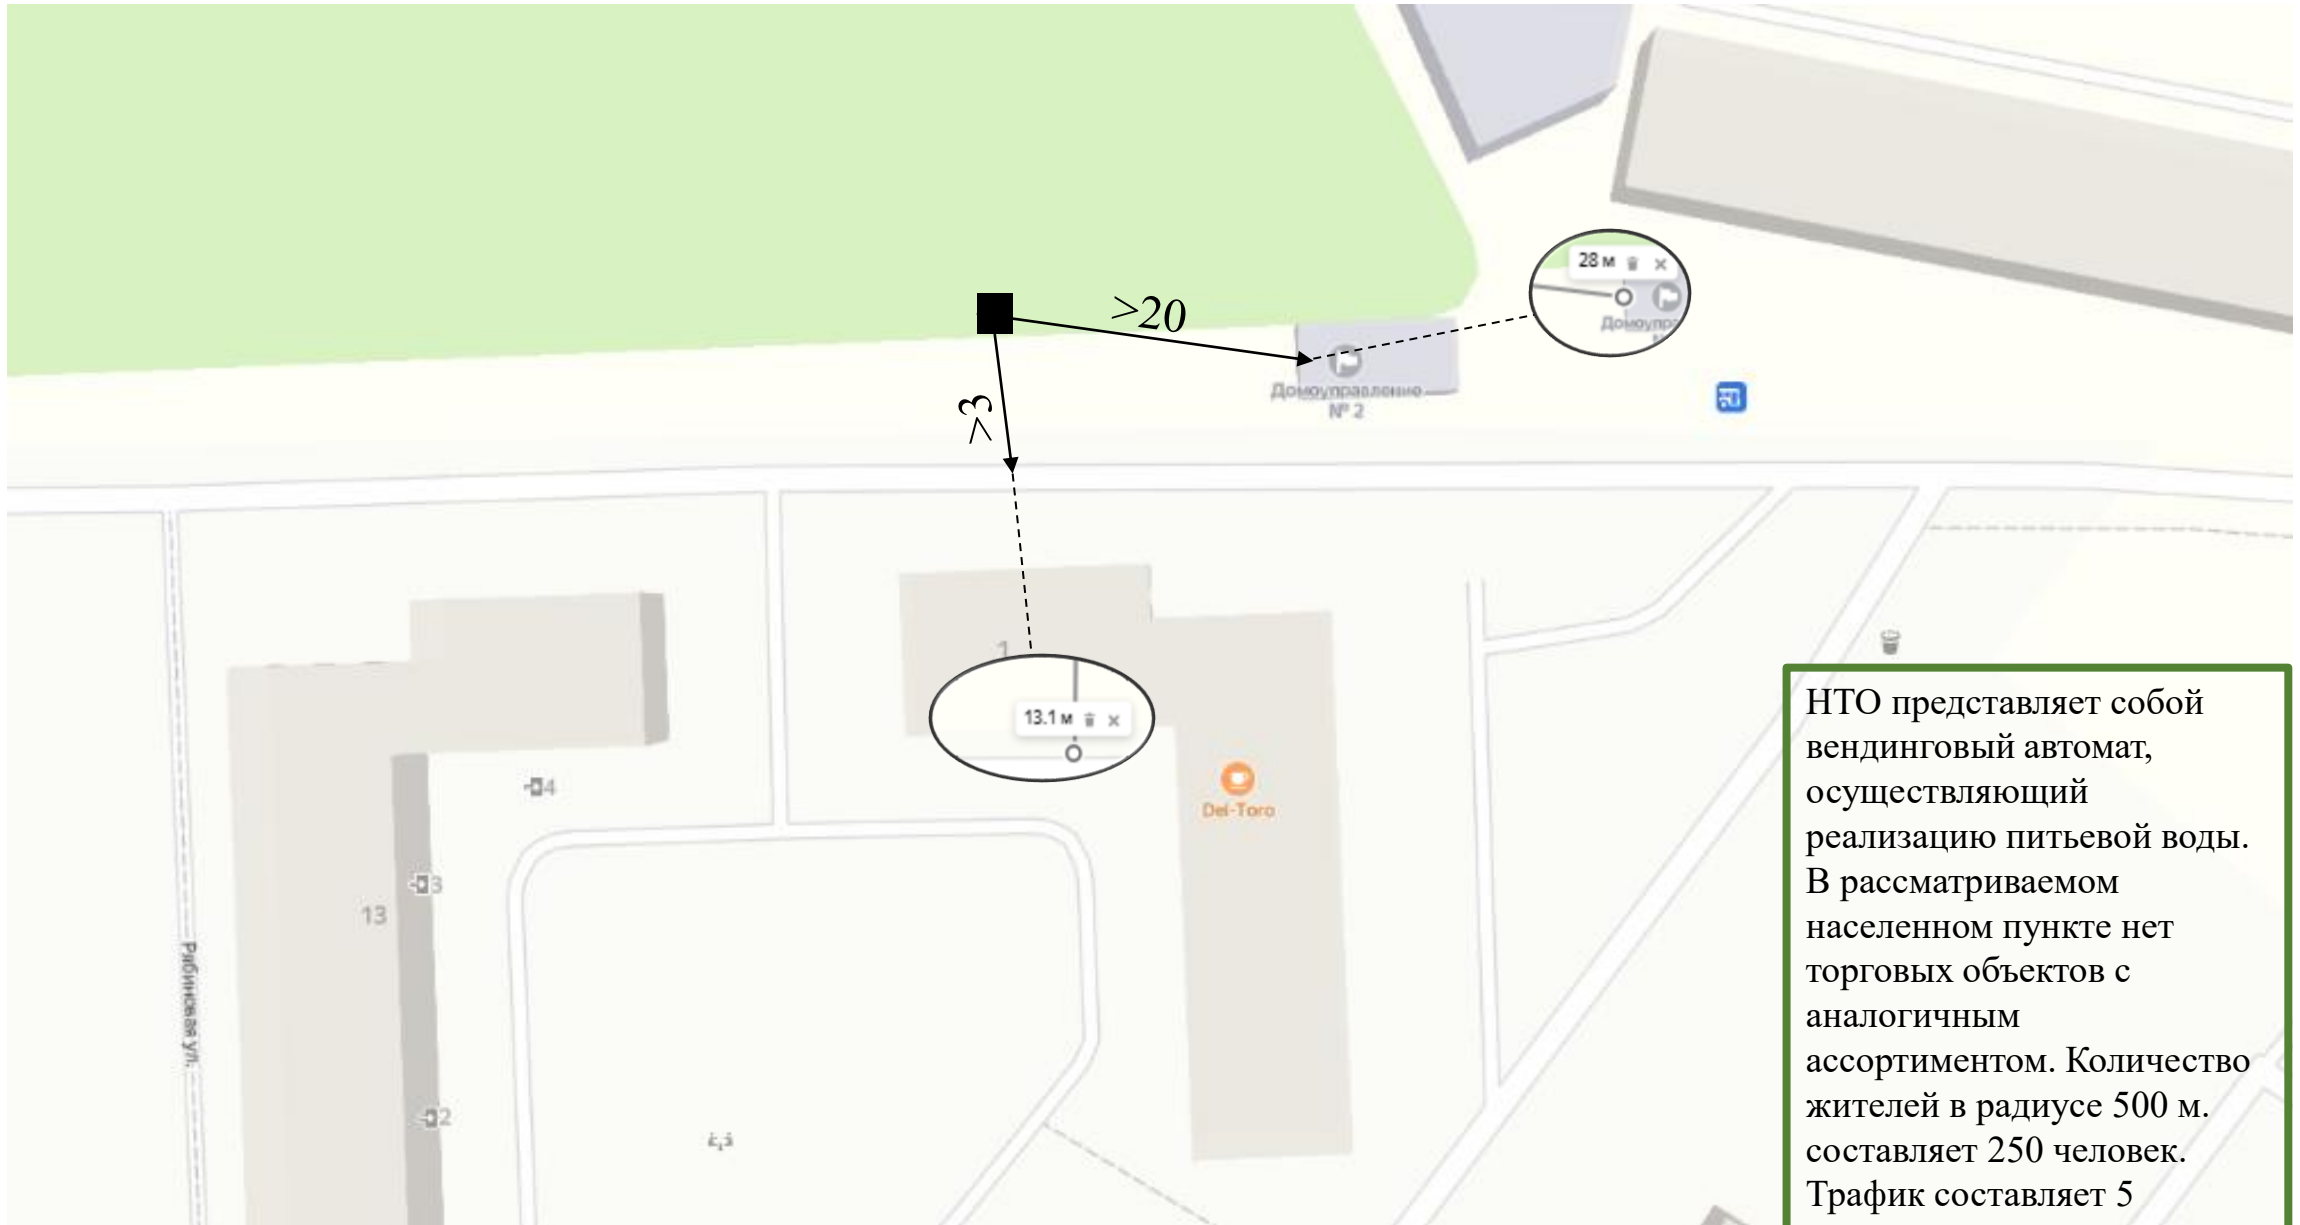 28 м
Домоупра
>20
Домоуправление
№ 2
>3
1
13.1 м
Del-Toro
4
3
13
2
Рябиновая ул.
НТО представляет собой
вендинговый автомат,
осуществляющий
реализацию питьевой воды.
В рассматриваемом
населенном пункте нет
торговых объектов с
аналогичным
ассортиментом. Количество
жителей в радиусе 500 м.
составляет 250 человек.
Трафик составляет 5